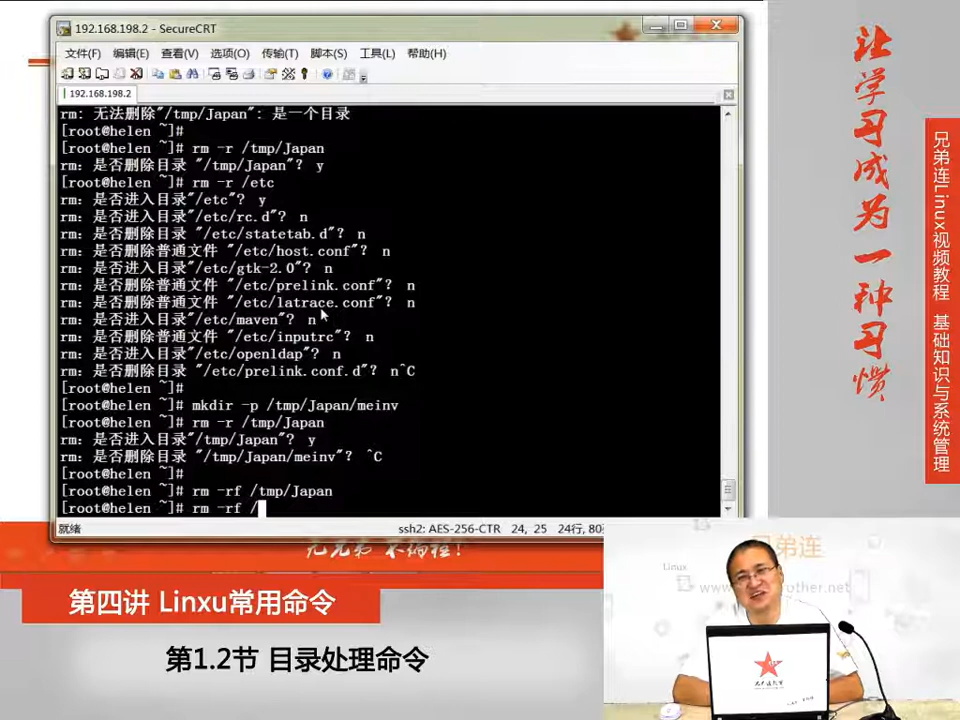 192.168.198.2 - SecureCRT
文件(F) 编辑(E) 查看(V) 选项(O) 传输(T) 脚本(S) 工具(L) 帮助(H)
192.168.198.2
rm: 无法删除"/tmp/Japan": 是一个目录
[root@helen ~]#
[root@helen ~]# rm -r /tmp/Japan
rm：是否删除目录 "/tmp/Japan"？ y
[root@helen ~]# rm -r /etc
rm：是否进入目录"/etc"? y
rm：是否进入目录"/etc/rc.d"? n
rm：是否删除目录 "/etc/statetab.d"？ n
rm：是否删除普通文件 "/etc/host.conf"？ n
rm：是否进入目录"/etc/gtk-2.0"? n
rm：是否删除普通文件 "/etc/prelink.conf"？ n
rm：是否删除普通文件 "/etc/latrace.conf"？ n
rm：是否进入目录"/etc/maven"? n
rm：是否删除普通文件 "/etc/inputrc"？ n
rm：是否进入目录"/etc/openldap"? n
rm：是否删除目录 "/etc/prelink.conf.d"？ n^C
[root@helen ~]#
[root@helen ~]# mkdir -p /tmp/Japan/meinv
[root@helen ~]# rm -r /tmp/Japan
rm：是否进入目录"/tmp/Japan"? y
rm：是否删除目录 "/tmp/Japan/meinv"？ ^C
[root@helen ~]#
[root@helen ~]# rm -rf /tmp/Japan
[root@helen ~]# rm -rf /
就绪
ssh2: AES-256-CTR 24, 25 24行, 80
让学习成为一种习惯
兄弟连Linux视频教程 基础知识与系统管理
第四讲 Linxu常用命令
第1.2节 目录处理命令
兄弟连
Linux